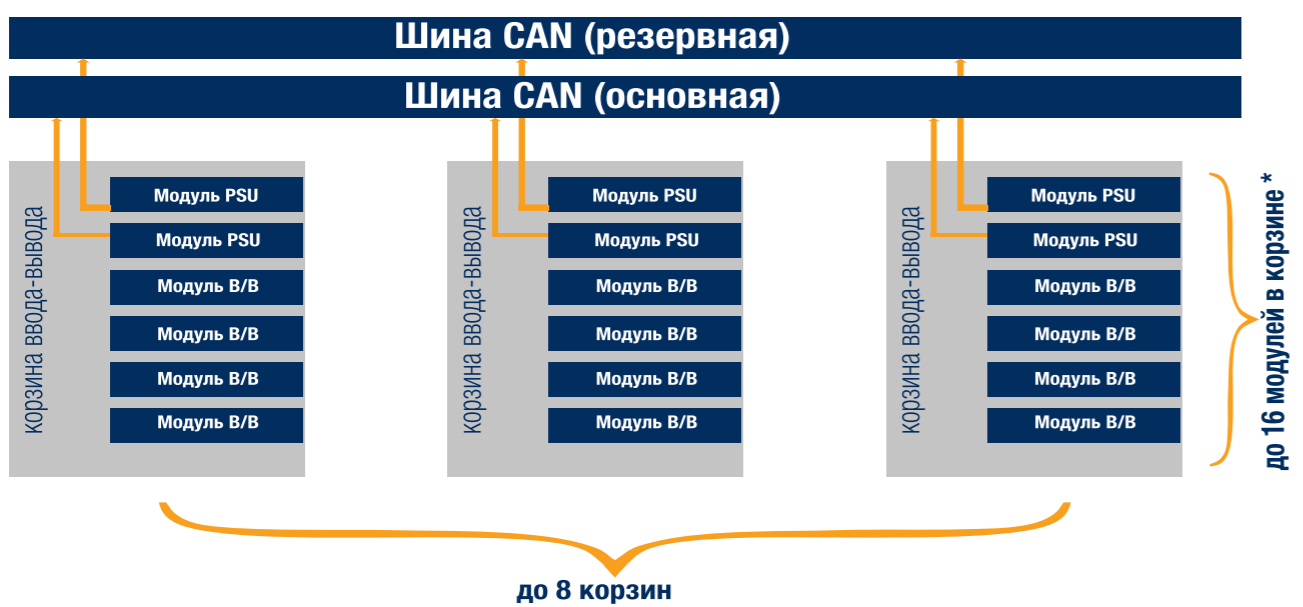 Шина CAN (резервная)
Шина CAN (основная)
корзина ввода-вывода
Модуль PSU
Модуль PSU
Модуль В/В
Модуль В/В
Модуль В/В
Модуль В/В
корзина ввода-вывода
Модуль PSU
Модуль PSU
Модуль В/В
Модуль В/В
Модуль В/В
Модуль В/В
корзина ввода-вывода
Модуль PSU
Модуль PSU
Модуль В/В
Модуль В/В
Модуль В/В
Модуль В/В
до 16 модулей в корзине *
до 8 корзин